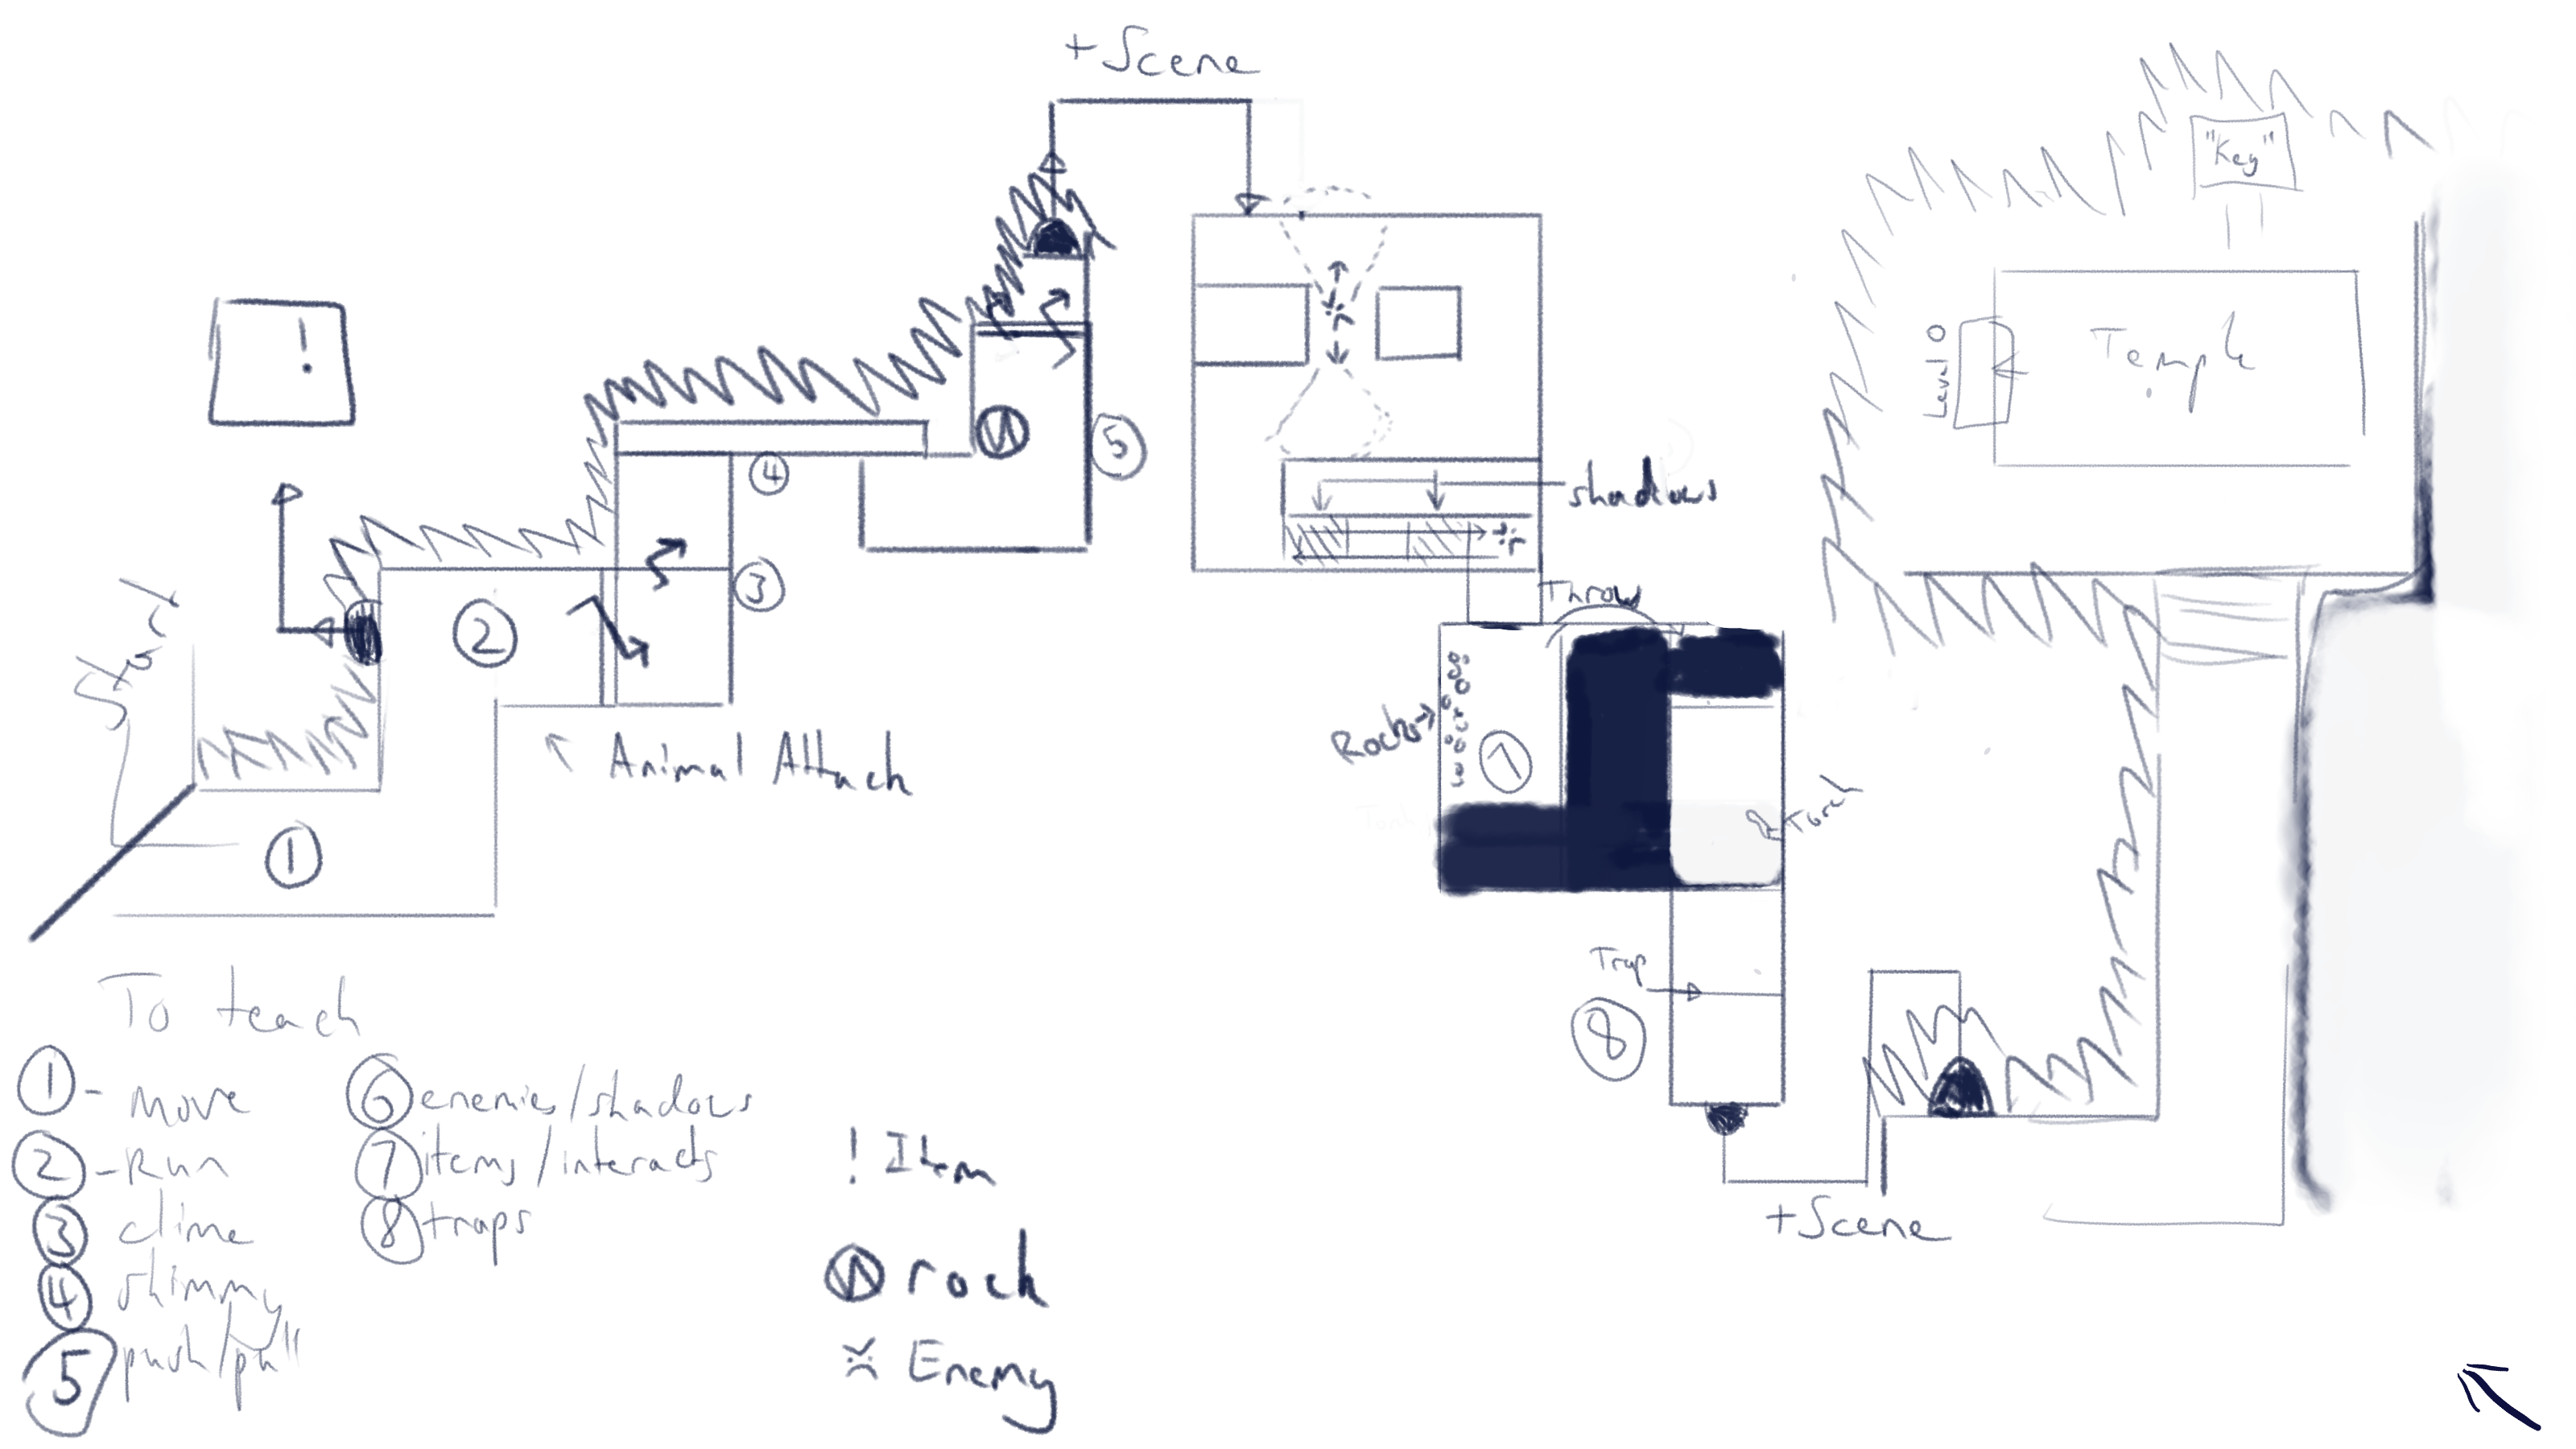 +Scene
"Key"
!
Level 0
Temple
4
5
shadows
Start
2
3
Throw
Animal Attach
Rocks
7
Torch
1
Trap
8
+Scene
To teach
1 - move
2 - Run
3 clime
4 shimmy
5 push/pull
6 enemies/shadows
7 items/interacts
8 traps
! Item
rock
Enemy